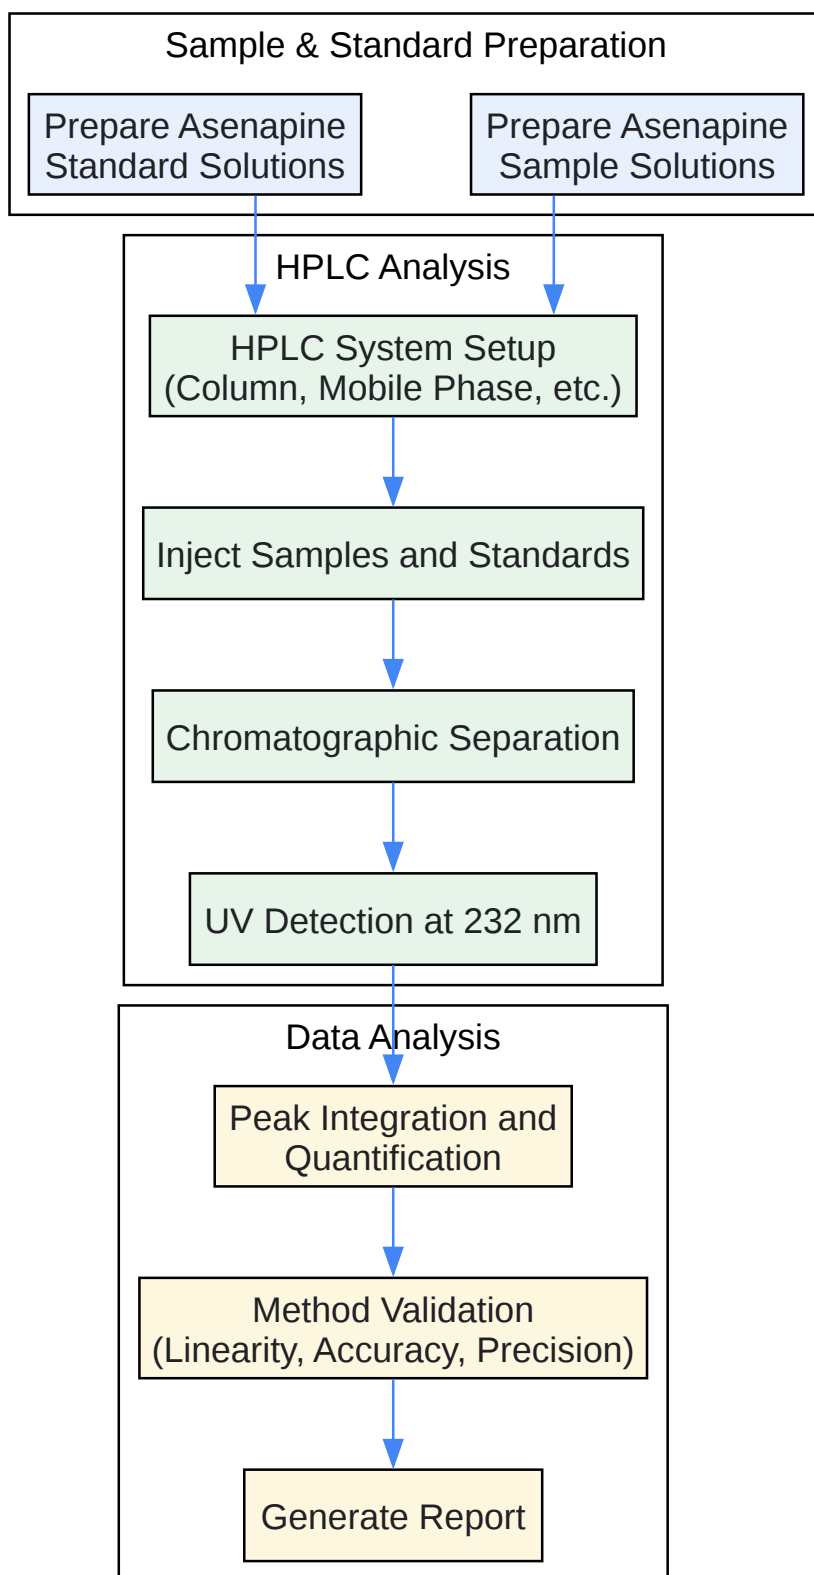 Sample & Standard Preparation
Prepare Asenapine
Standard Solutions
Prepare Asenapine
Sample Solutions
HPLC Analysis
HPLC System Setup
(Column, Mobile Phase, etc.)
Inject Samples and Standards
Chromatographic Separation
UV Detection at 232 nm
Data Analysis
Peak Integration and
Quantification
Method Validation
(Linearity, Accuracy, Precision)
Generate Report